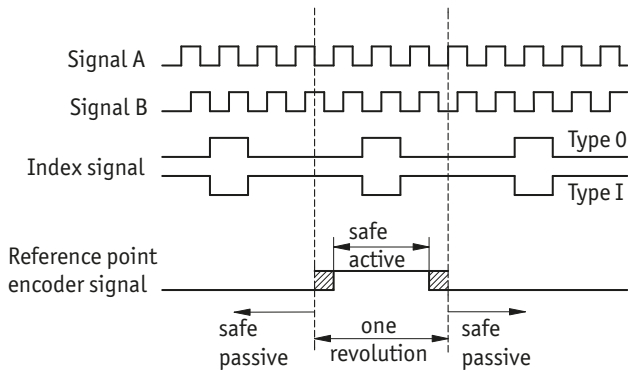 Signal A
Signal B
Type 0
Index signal
Type I
safe
active
Reference point
encoder signal
safe
passive
one
revolution
safe
passive